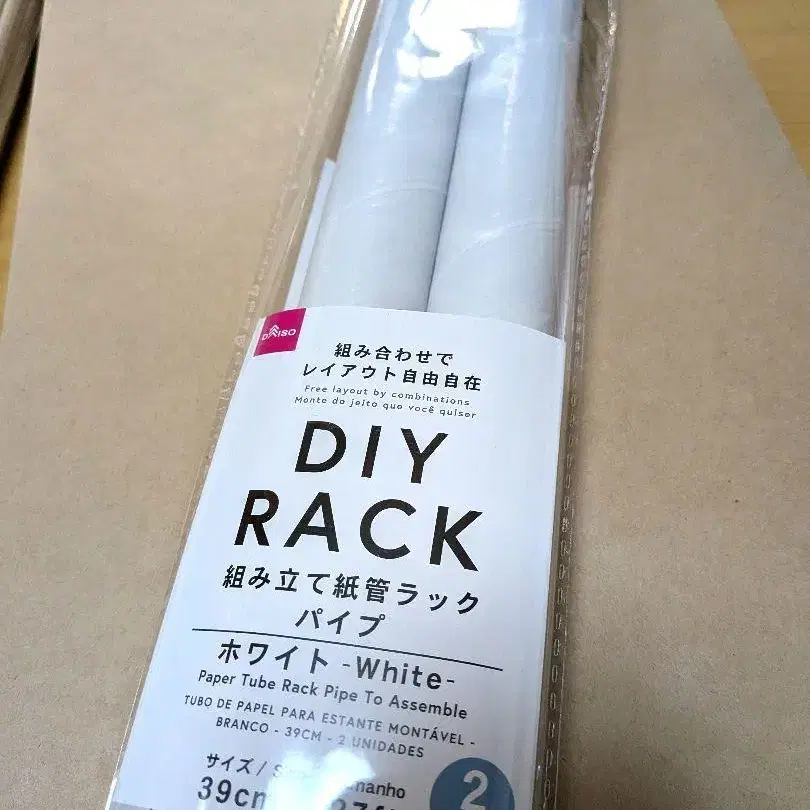 DAISO
組み合わせで
レイアウト自由自在
Free layout by combinations
Monte do jeito que você quiser
DIY
RACK
組み立て紙管ラック
パイプ
ホワイト -White-
Paper Tube Rack Pipe To Assemble
TUBO DE PAPEL PARA ESTANTE MONTÁVEL -
BRANCO - 39CM - 2 UNIDADES
サイズ /
39cm
2